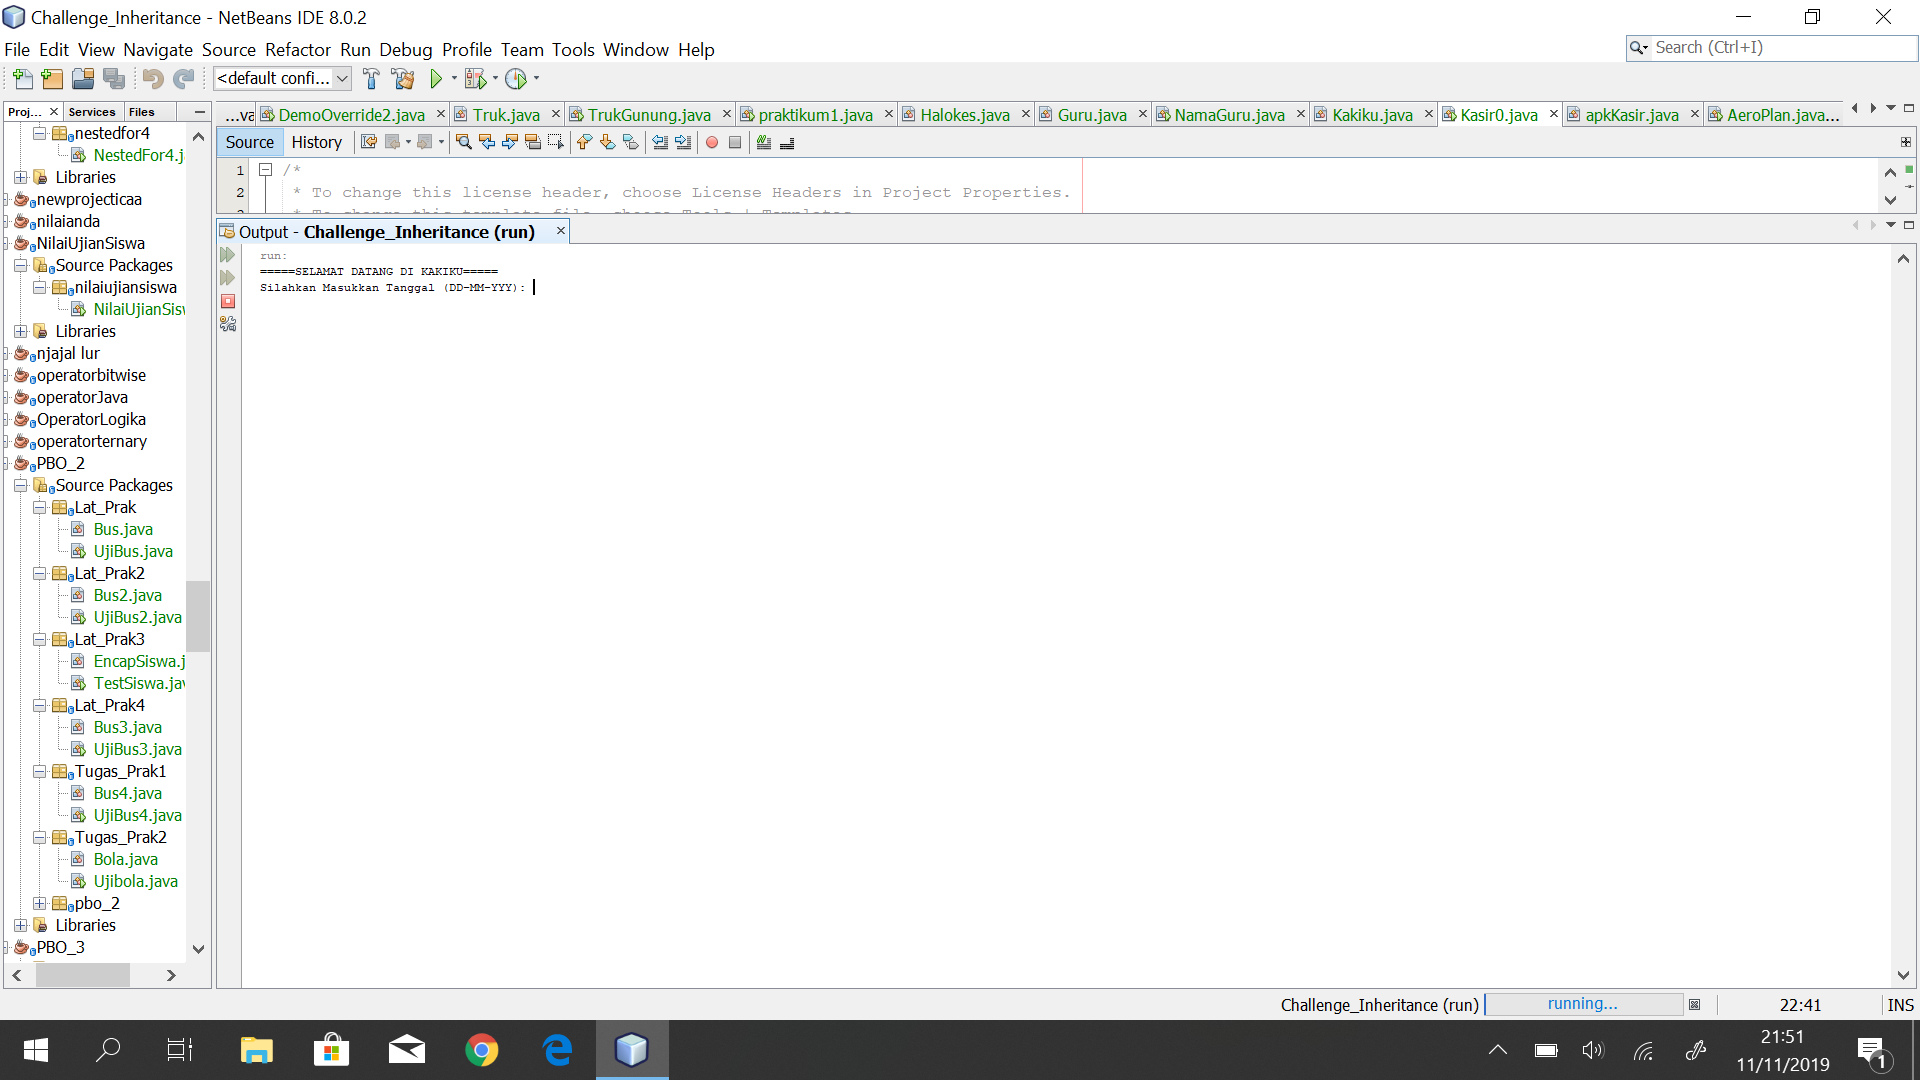 Challenge_Inheritance - NetBeans IDE 8.0.2
File Edit View Navigate Source Refactor Run Debug Profile Team Tools Window Help
Search (Ctrl+I)
<default confi...
Proj... Services Files
...va DemoOverride2.java Truk.java TrukGunung.java praktikum1.java Halokes.java Guru.java NamaGuru.java Kakiku.java Kasir0.java apkKasir.java AeroPlan.java...
Source History
1 /*
2 * To change this license header, choose License Headers in Project Properties.
Output - Challenge_Inheritance (run)
run:
=====SELAMAT DATANG DI KAKIKU=====
Silahkan Masukkan Tanggal (DD-MM-YYY):
nestedfor4
NestedFor4.j
Libraries
newprojecticaa
nilaianda
NilaiUjianSiswa
Source Packages
nilaiujiansiswa
NilaiUjianSisw
Libraries
njajal lur
operatorbitwise
operatorJava
OperatorLogika
operatorternary
PBO_2
Source Packages
Lat_Prak
Bus.java
UjiBus.java
Lat_Prak2
Bus2.java
UjiBus2.java
Lat_Prak3
EncapSiswa.j
TestSiswa.jav
Lat_Prak4
Bus3.java
UjiBus3.java
Tugas_Prak1
Bus4.java
UjiBus4.java
Tugas_Prak2
Bola.java
Ujibola.java
pbo_2
Libraries
PBO_3
Challenge_Inheritance (run) running... 22:41 INS
21:51
11/11/2019
1